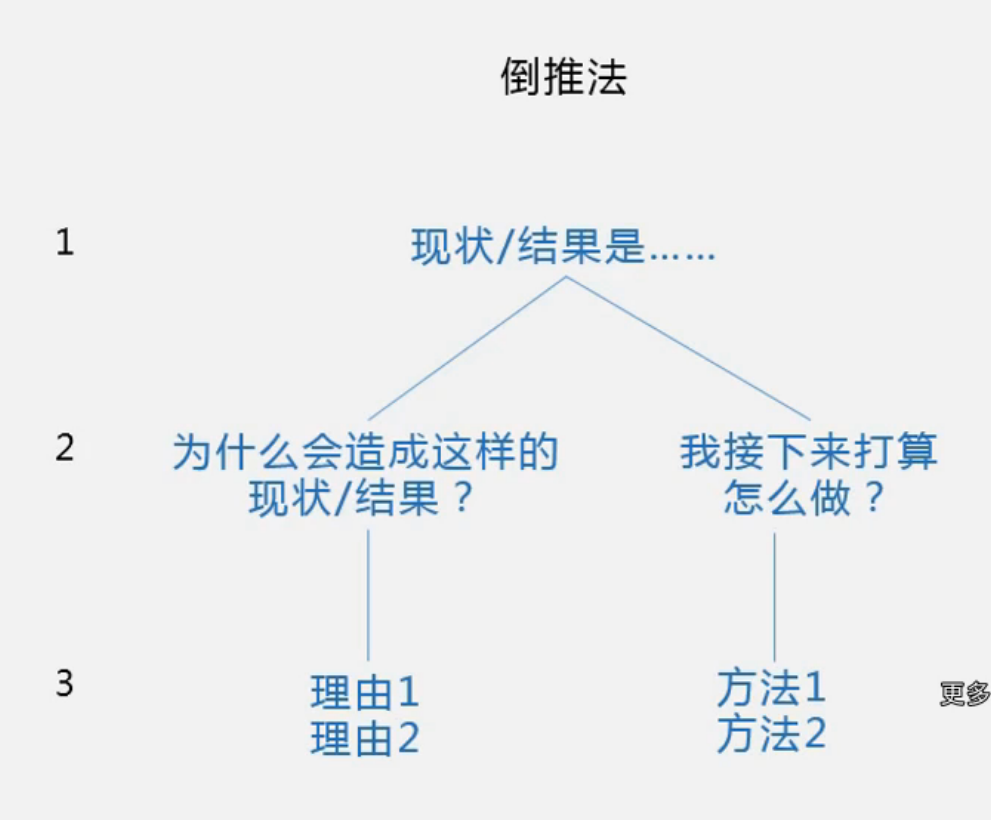 倒推法
1
现状/结果是……
2
为什么会造成这样的
现状/结果？
我接下来打算
怎么做？
3
理由1
理由2
方法1
方法2
更多